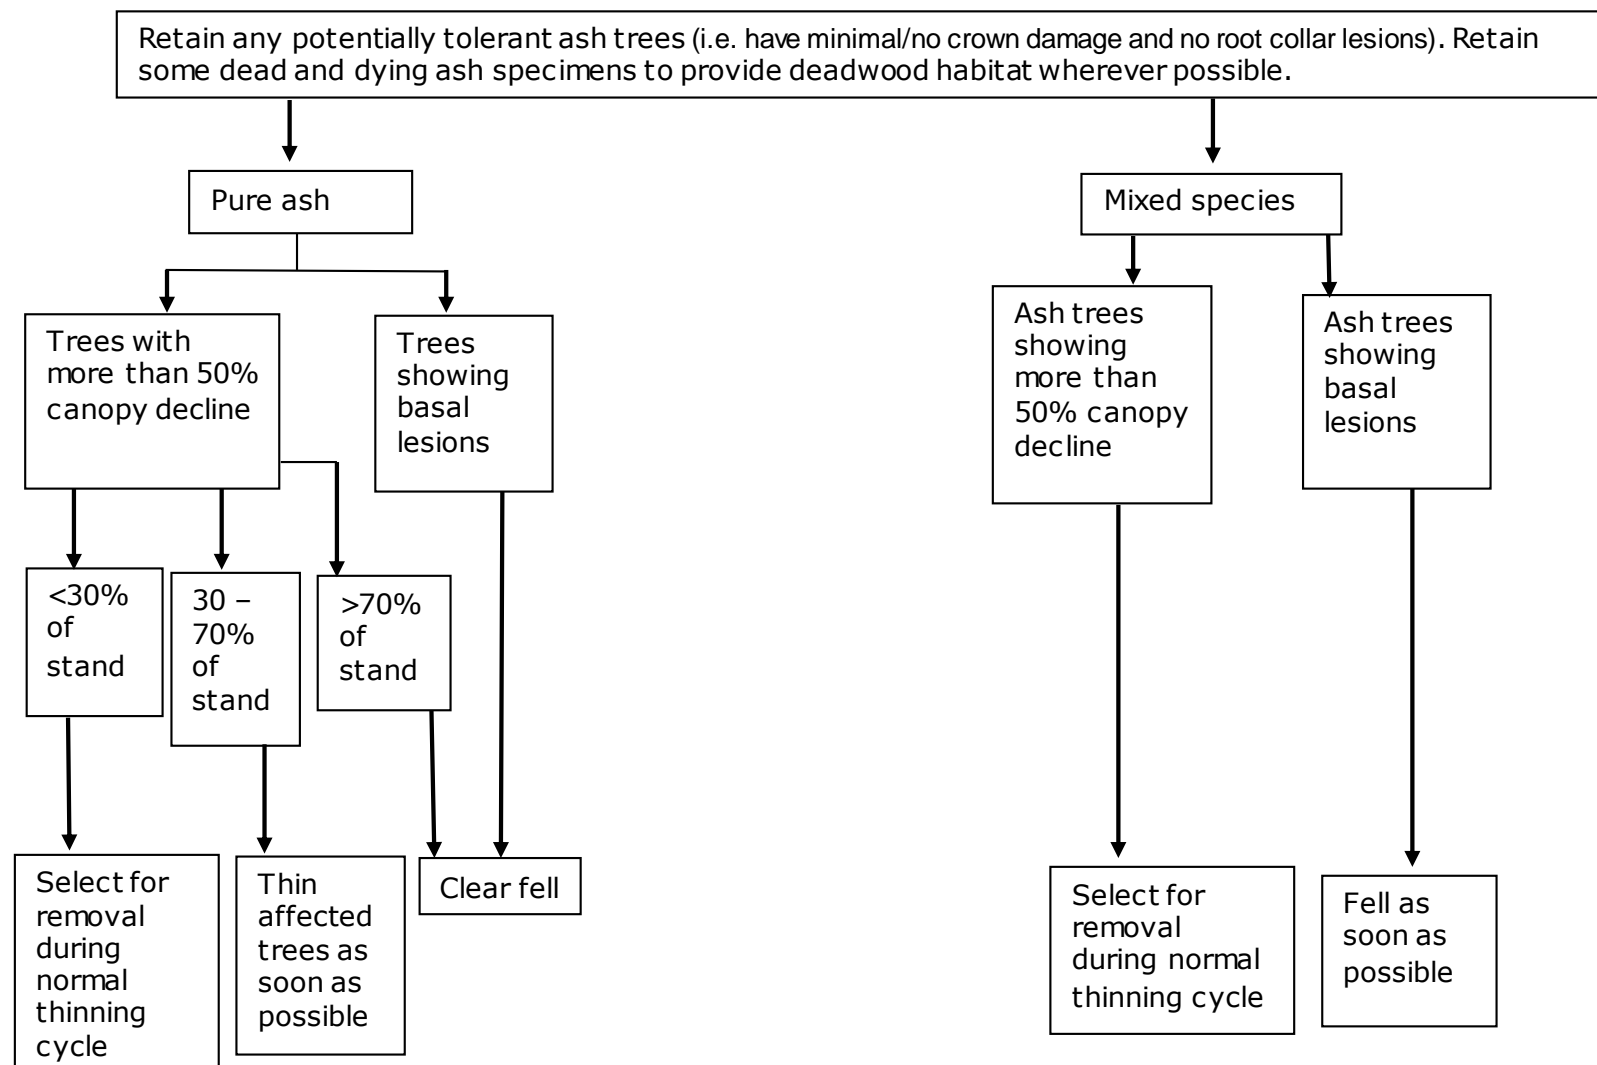 Retain any potentially tolerant ash trees (i.e. have minimal/no crown damage and no root collar lesions). Retain
some dead and dying ash specimens to provide deadwood habitat wherever possible.
Pure ash
Mixed species
Trees with
more than 50%
canopy decline
Trees
showing
basal
lesions
Ash trees
showing
more than
50% canopy
decline
Ash trees
showing
basal
lesions
<30%
of
stand
30 –
70%
of
stand
>70%
of
stand
Select for
removal
during
normal
thinning
cycle
Thin
affected
trees as
soon as
possible
Clear fell
Select for
removal
during normal
thinning cycle
Fell as
soon as
possible